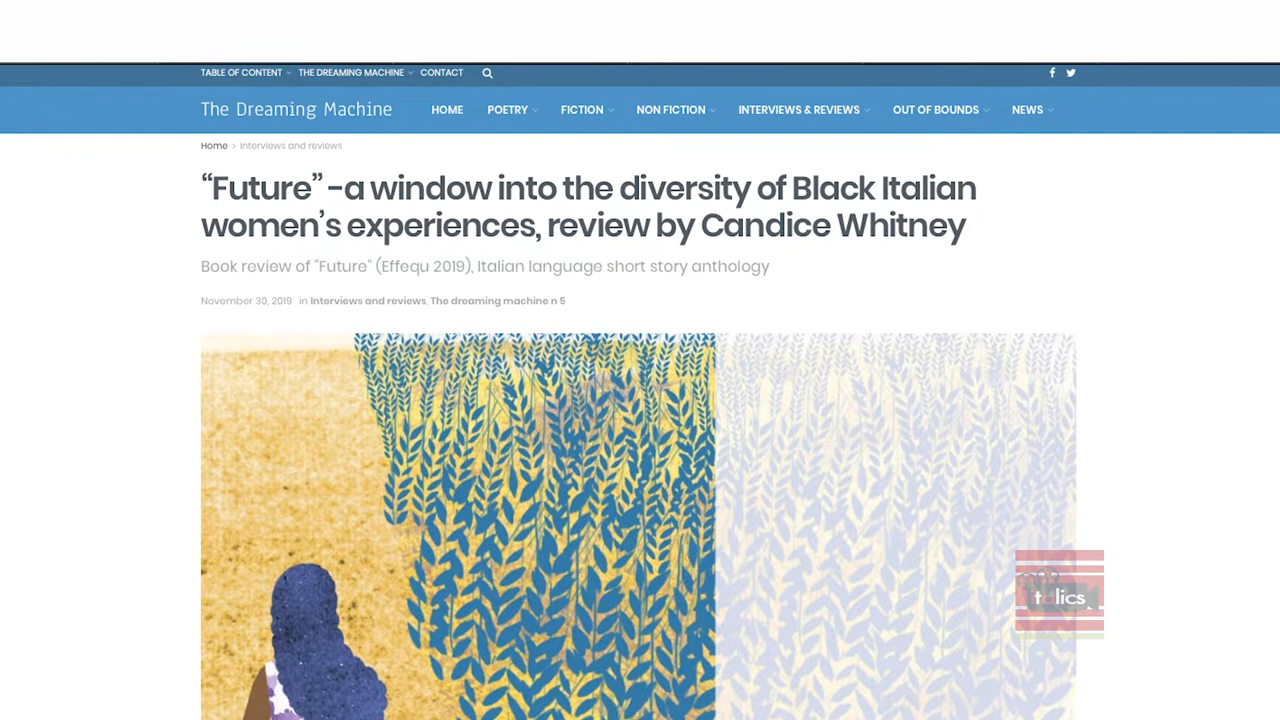 TABLE OF CONTENT THE DREAMING MACHINE CONTACT
The Dreaming Machine HOME POETRY FICTION NON FICTION INTERVIEWS & REVIEWS OUT OF BOUNDS NEWS
Home > Interviews and reviews
“Future” -a window into the diversity of Black Italian
women’s experiences, review by Candice Whitney
Book review of "Future" (Effequ 2019), Italian language short story anthology
November 30, 2019 in Interviews and reviews, The dreaming machine n 5
italics